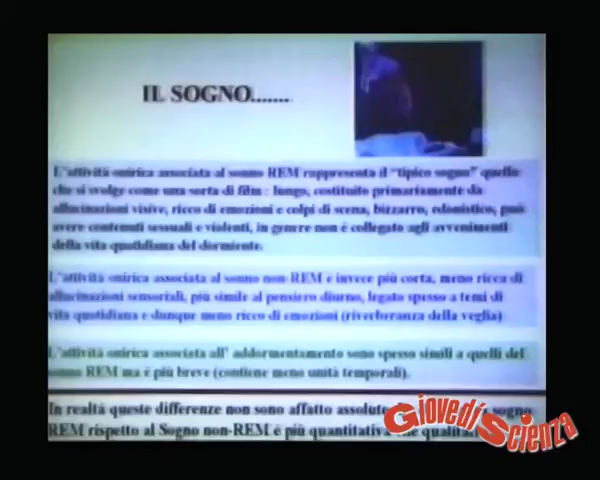 IL SOGNO.......
L'attività onirica associata al sonno REM rappresenta il "tipico sogno" quello
che si svolge come una sorta di film : lungo, costituito primariamente da
allucinazioni visive, ricco di emozioni e colpi di scena, bizzarro, edonistico, può
avere contenuti sessuali e violenti, in genere non è collegato agli avvenimenti
della vita quotidiana del dormiente.
L'attività onirica associata al sonno non-REM è invece più corta, meno ricca di
allucinazioni sensoriali, più simile al pensiero diurno, legato spesso a temi di
vita quotidiana e dunque meno ricco di emozioni (riverberanza della veglia)
L'attività onirica associata all' addormentamento sono spesso simili a quelli del
sonno REM ma è più breve (contiene meno unità temporali).
In realtà queste differenze non sono affatto assolute sogno
REM rispetto al Sogno non-REM è più quantitativa che
Giovedì Scienza